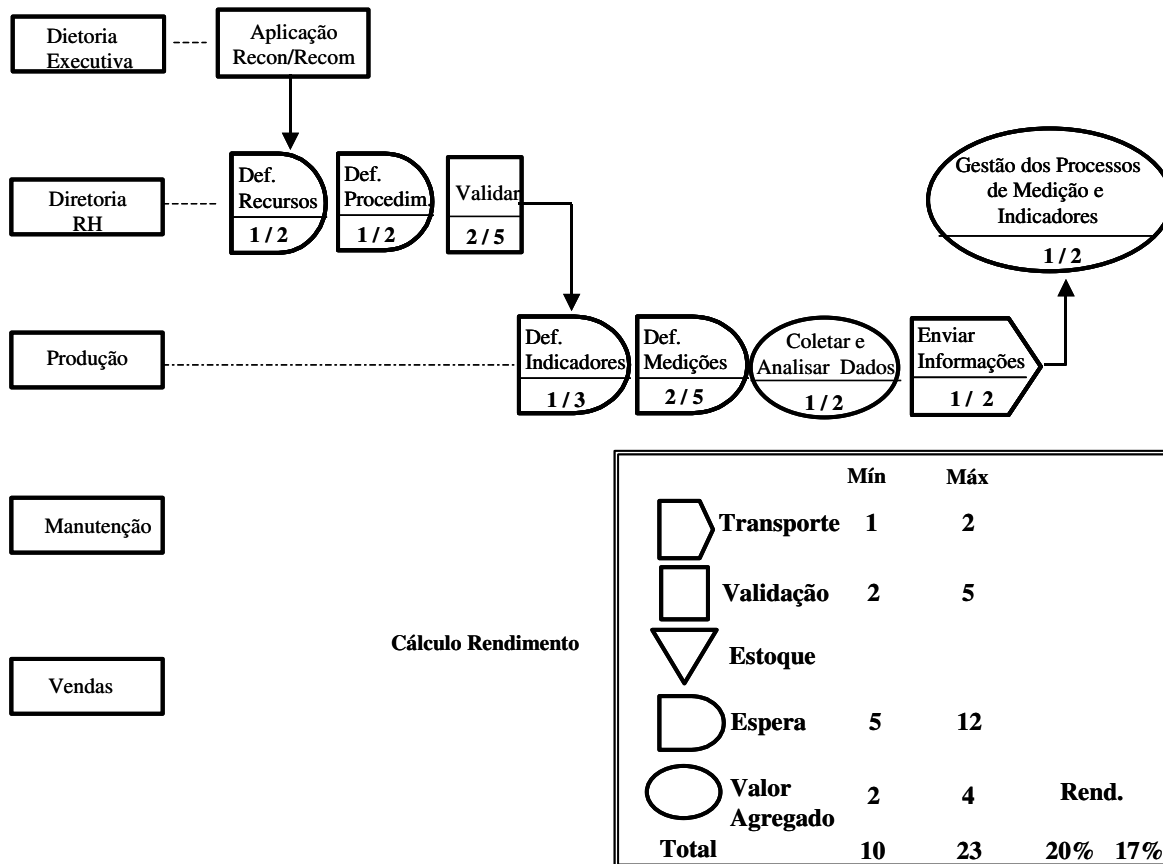 Dietoria
Executiva
Aplicação
Recon/Recom
Diretoria
RH
Def.
Recursos
1 / 2
Def.
Procedim.
1 / 2
Validar
2 / 5
Gestão dos Processos
de Medição e
Indicadores
1 / 2
Produção
Def.
Indicadores
1 / 3
Def.
Medições
2 / 5
Coletar e
Analisar Dados
1 / 2
Enviar
Informações
1 / 2
Manutenção
Vendas
Cálculo Rendimento
Mín Máx
Transporte 1 2
Validação 2 5
Estoque
Espera 5 12
Valor
Agregado 2 4 Rend.
Total 10 23 20% 17%